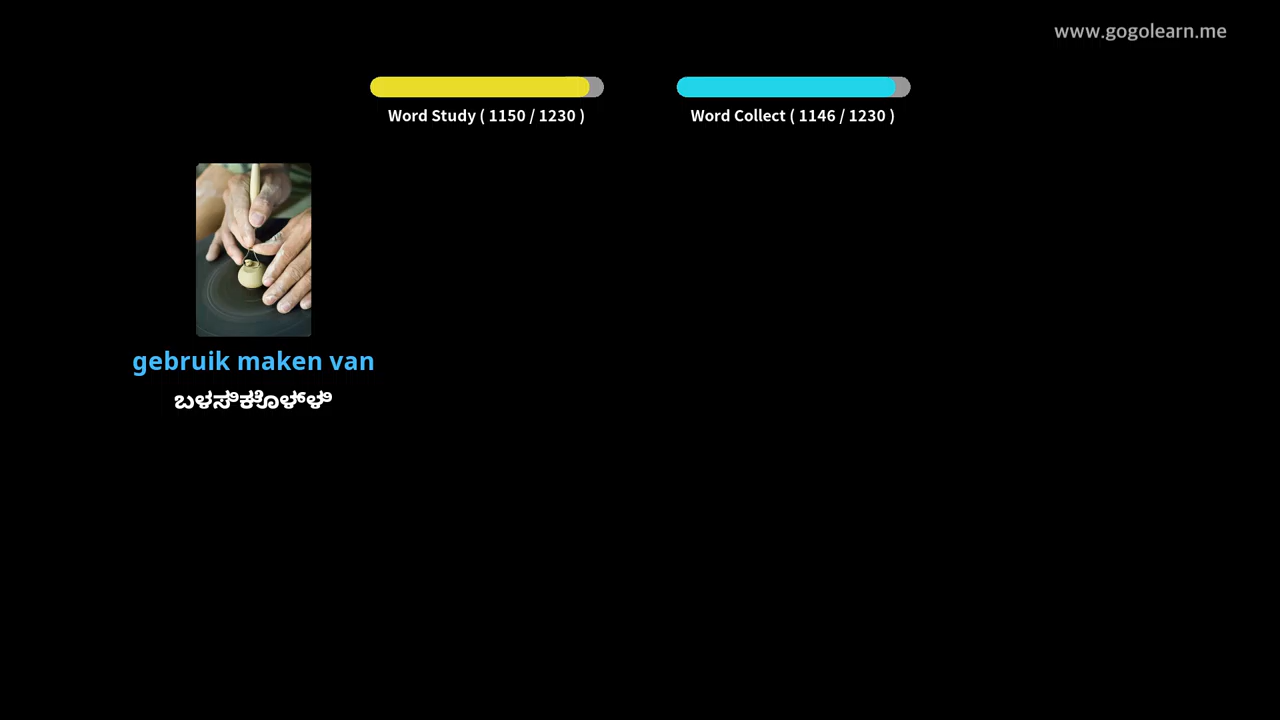 www.gogolearn.me
Word Study ( 1150 / 1230 )
Word Collect ( 1146 / 1230 )
gebruik maken van
ಬಳಸಿಕೊಳ್ಳಿ